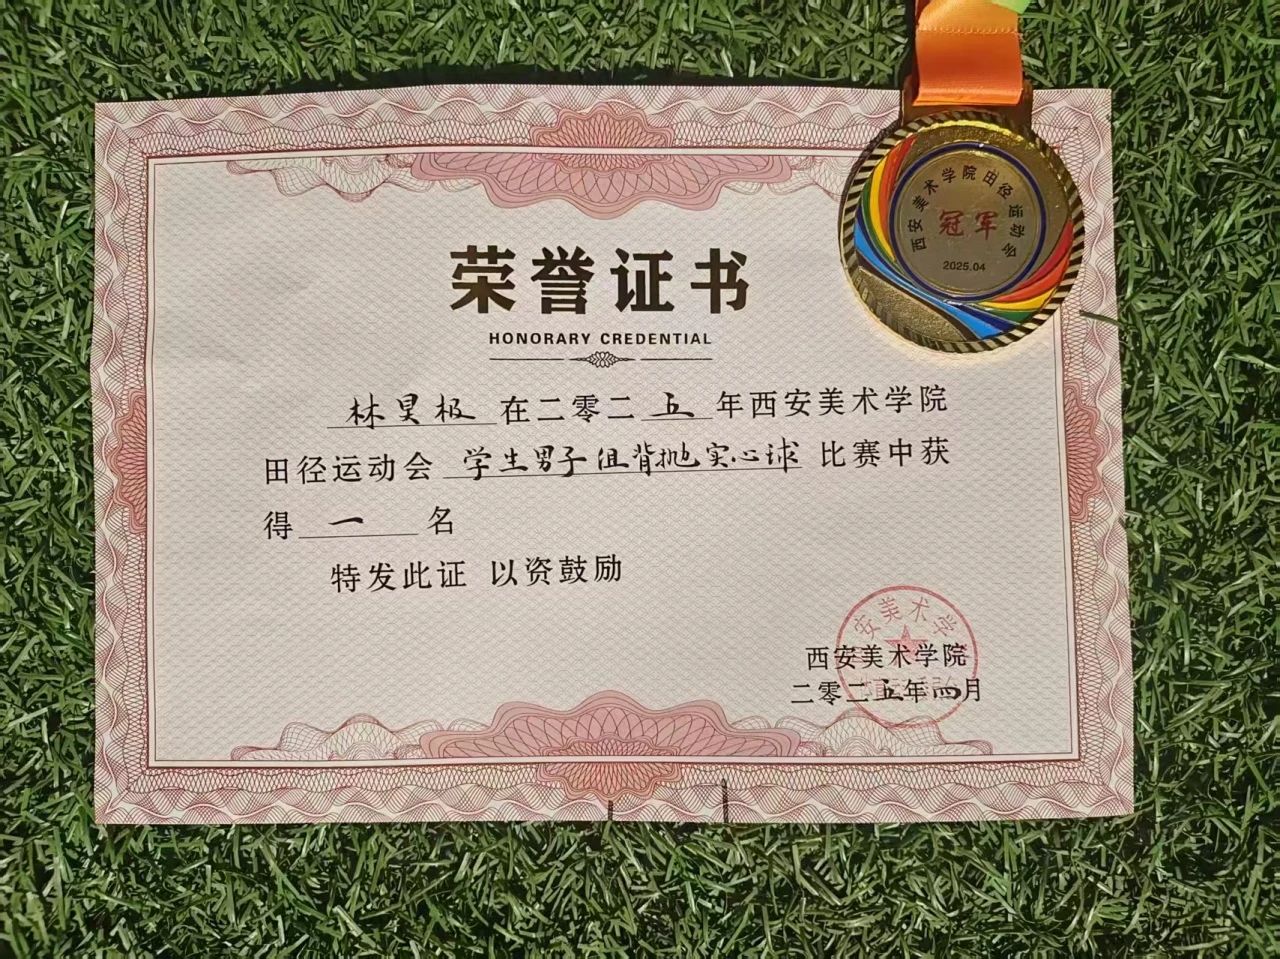 荣誉证书
HONORARY CREDENTIAL
林昊极 在二零二五年西安美术学院
田径运动会 学生男子组背抛实心球 比赛中获
得 一 名
特发此证 以资鼓励
西安美术学院
二零二五年四月
安美术学
西安美术学院田径运动会
冠军
2025.04